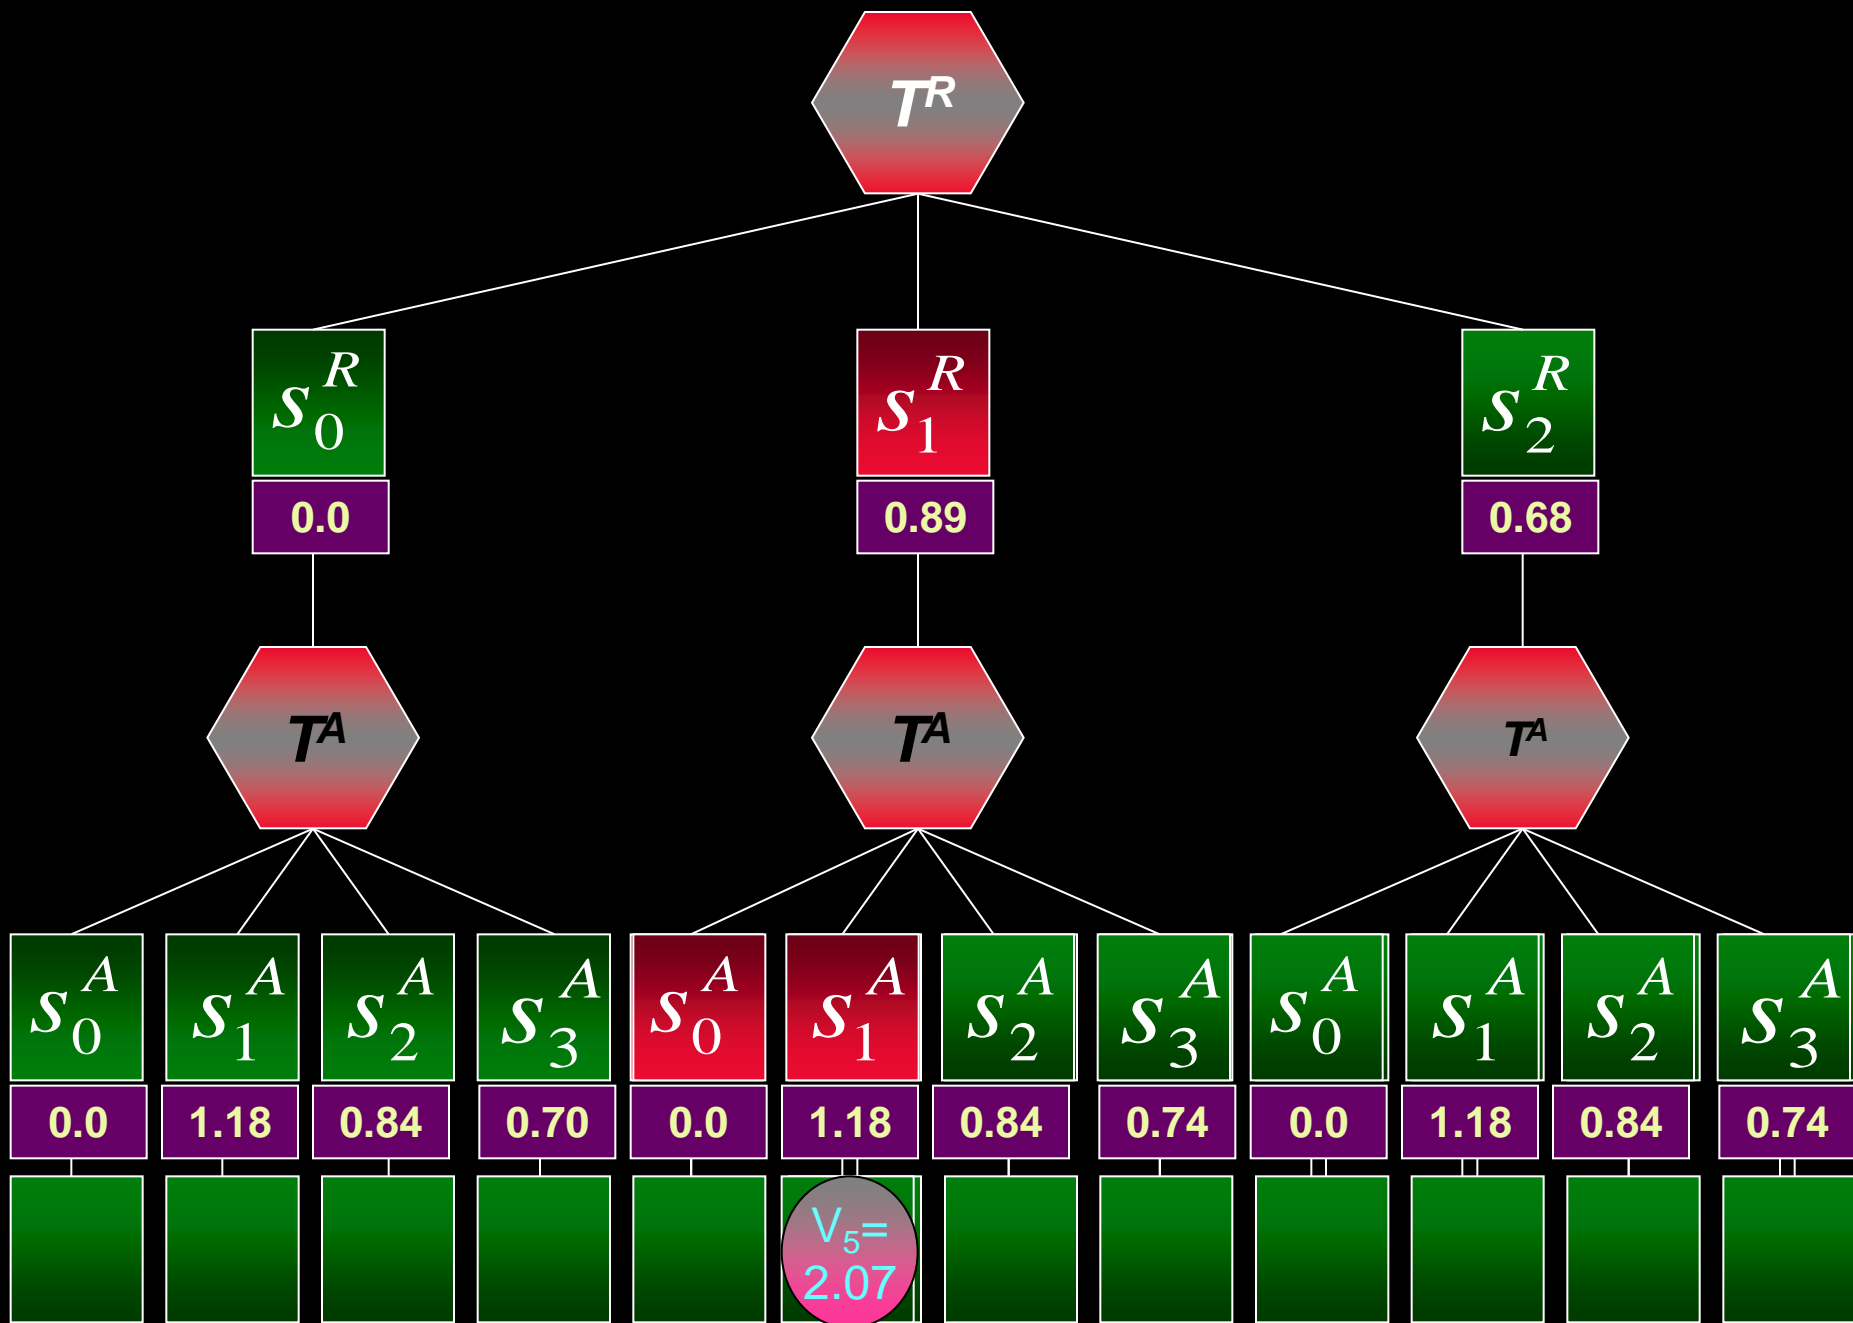 T^R
s_0^R s_1^R s_2^R
0.0 0.89 0.68
T^A T^A T^A
s_0^A s_1^A s_2^A s_3^A s_0^A s_1^A s_2^A s_3^A s_0^A s_1^A s_2^A s_3^A
0.0 1.18 0.84 0.70 0.0 1.18 0.84 0.74 0.0 1.18 0.84 0.74
V_5=
2.07